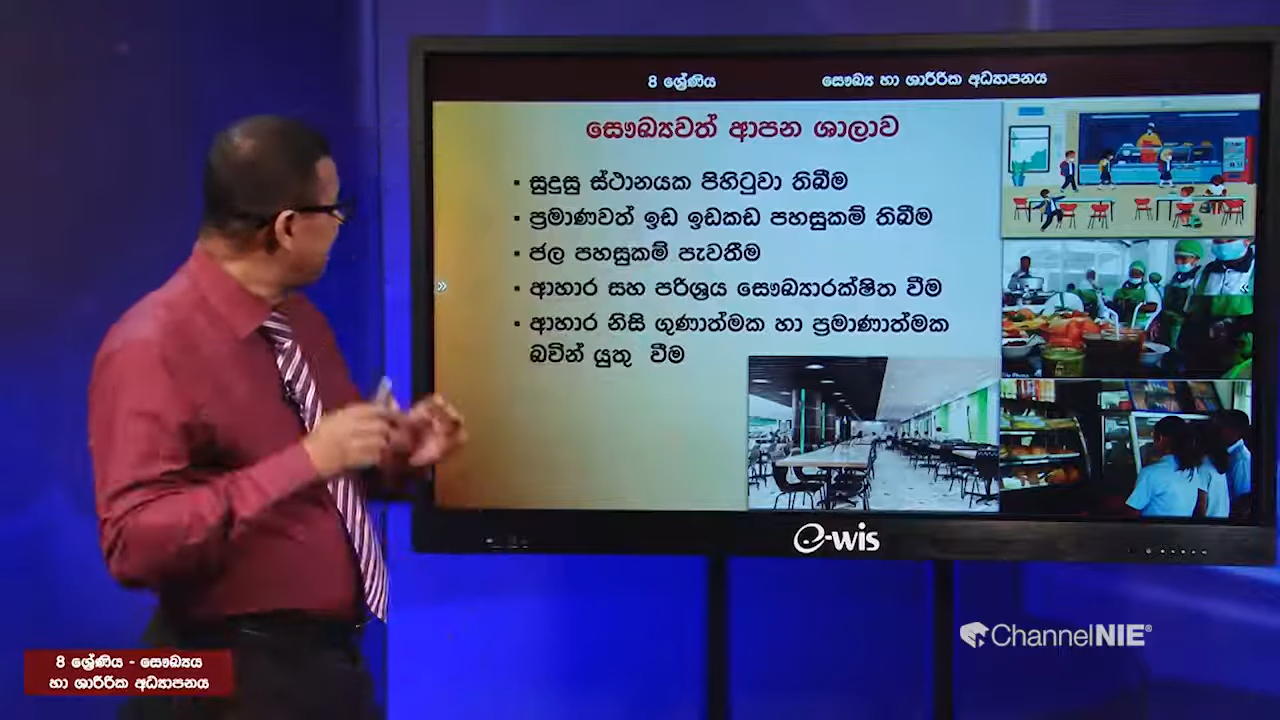 8 ශ්‍රේණිය
සෞඛ්‍ය හා ශාරීරික අධ්‍යාපනය
සෞඛ්‍යවත් ආපන ශාලාව
▪ සුදුසු ස්ථානයක පිහිටුවා තිබීම
▪ ප්‍රමාණවත් ඉඩ ඉඩකඩ පහසුකම් තිබීම
▪ ජල පහසුකම් පැවතීම
▪ ආහාර සහ පරිශ්‍රය සෞඛ්‍යාරක්ෂිත වීම
▪ ආහාර නිසි ගුණාත්මක හා ප්‍රමාණාත්මක
බවින් යුතු වීම
e-wis
ChannelNIE®
8 ශ්‍රේණිය - සෞඛ්‍යය
හා ශාරීරික අධ්‍යාපනය